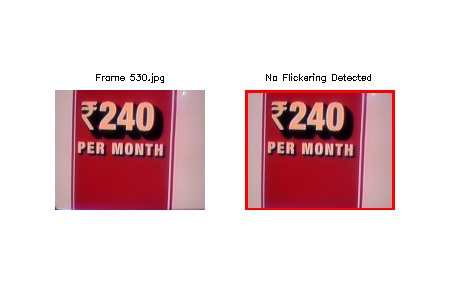 Frame 530.jpg
₹240
PER MONTH
No Flickering Detected
₹240
PER MONTH